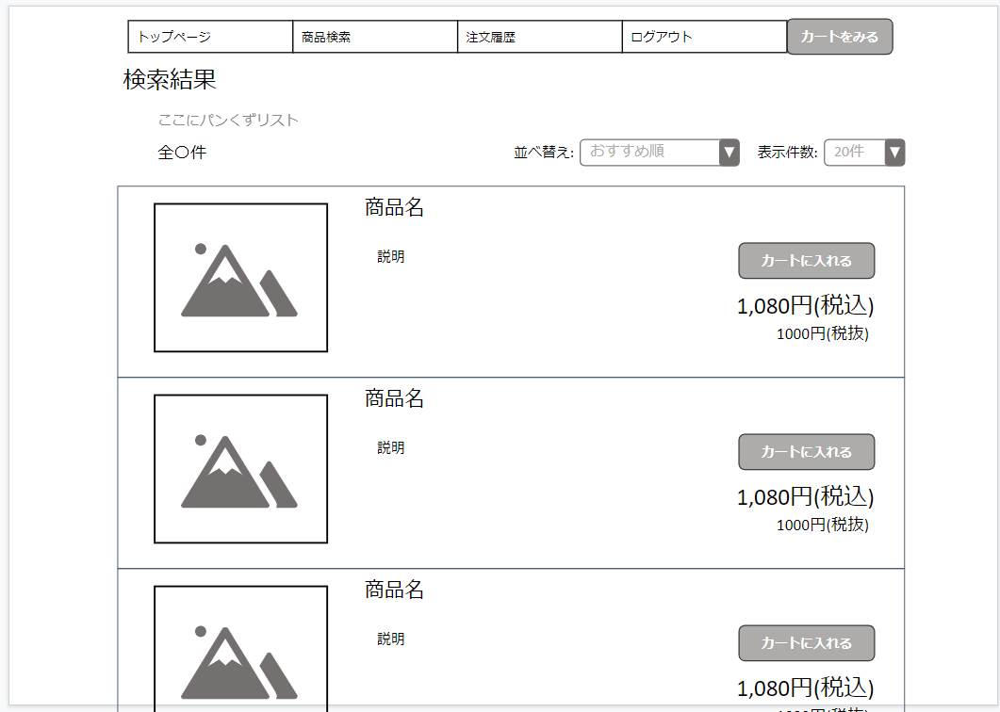 トップページ 商品検索 注文履歴 ログアウト カートをみる
検索結果
ここにパンくずリスト
全〇件 並べ替え: おすすめ順 ▼ 表示件数: 20件 ▼
商品名
説明
カートに入れる
1,080円(税込)
1000円(税抜)
商品名
説明
カートに入れる
1,080円(税込)
1000円(税抜)
商品名
説明
カートに入れる
1,080円(税込)